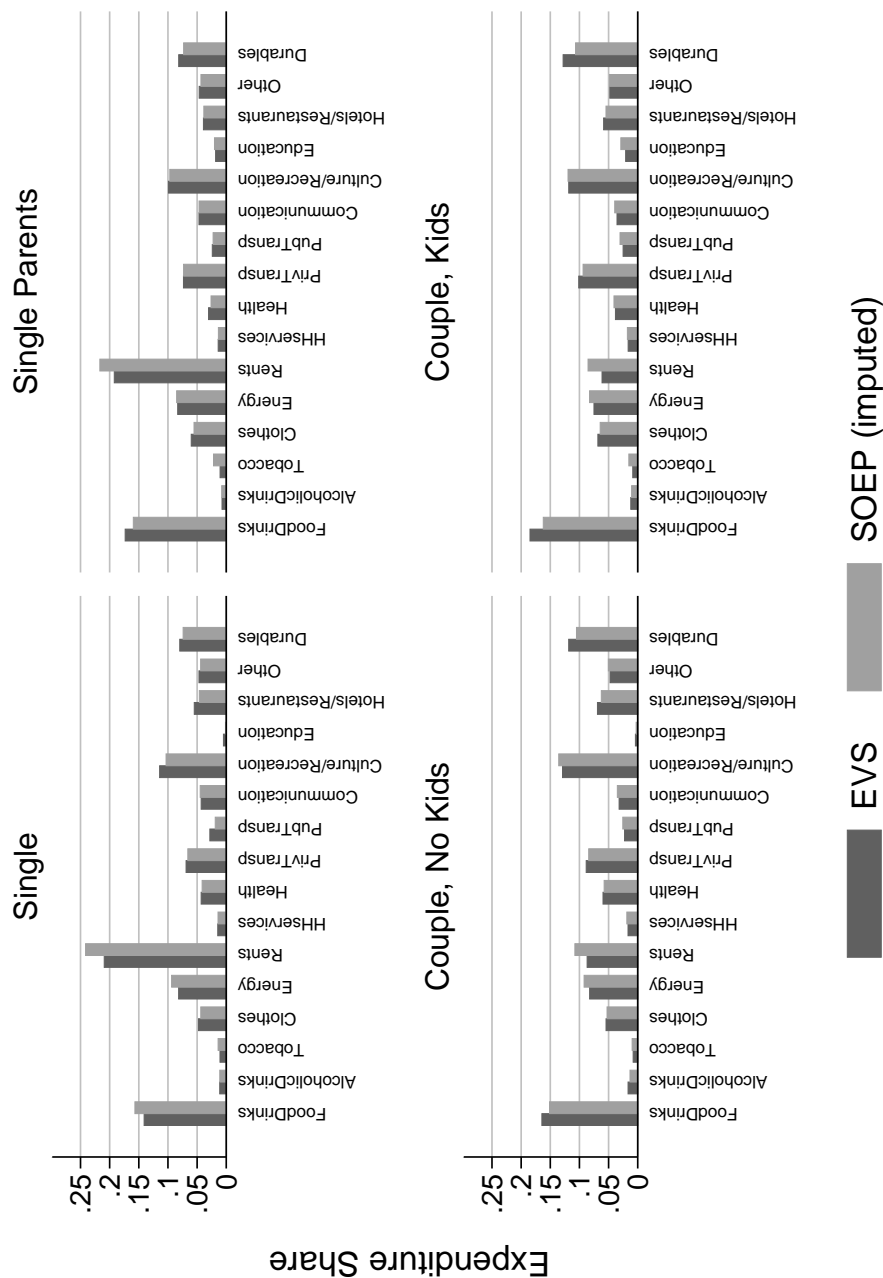 Expenditure Share
Single
.25
.2
.15
.1
.05
0
FoodDrinks
AlcoholicDrinks
Tobacco
Clothes
Energy
Rents
HHservices
Health
PrivTransp
PubTransp
Communication
Culture/Recreation
Education
Hotels/Restaurants
Other
Durables
Single Parents
FoodDrinks
AlcoholicDrinks
Tobacco
Clothes
Energy
Rents
HHservices
Health
PrivTransp
PubTransp
Communication
Culture/Recreation
Education
Hotels/Restaurants
Other
Durables
Couple, No Kids
.25
.2
.15
.1
.05
0
FoodDrinks
AlcoholicDrinks
Tobacco
Clothes
Energy
Rents
HHservices
Health
PrivTransp
PubTransp
Communication
Culture/Recreation
Education
Hotels/Restaurants
Other
Durables
Couple, Kids
FoodDrinks
AlcoholicDrinks
Tobacco
Clothes
Energy
Rents
HHservices
Health
PrivTransp
PubTransp
Communication
Culture/Recreation
Education
Hotels/Restaurants
Other
Durables
EVS
SOEP (imputed)